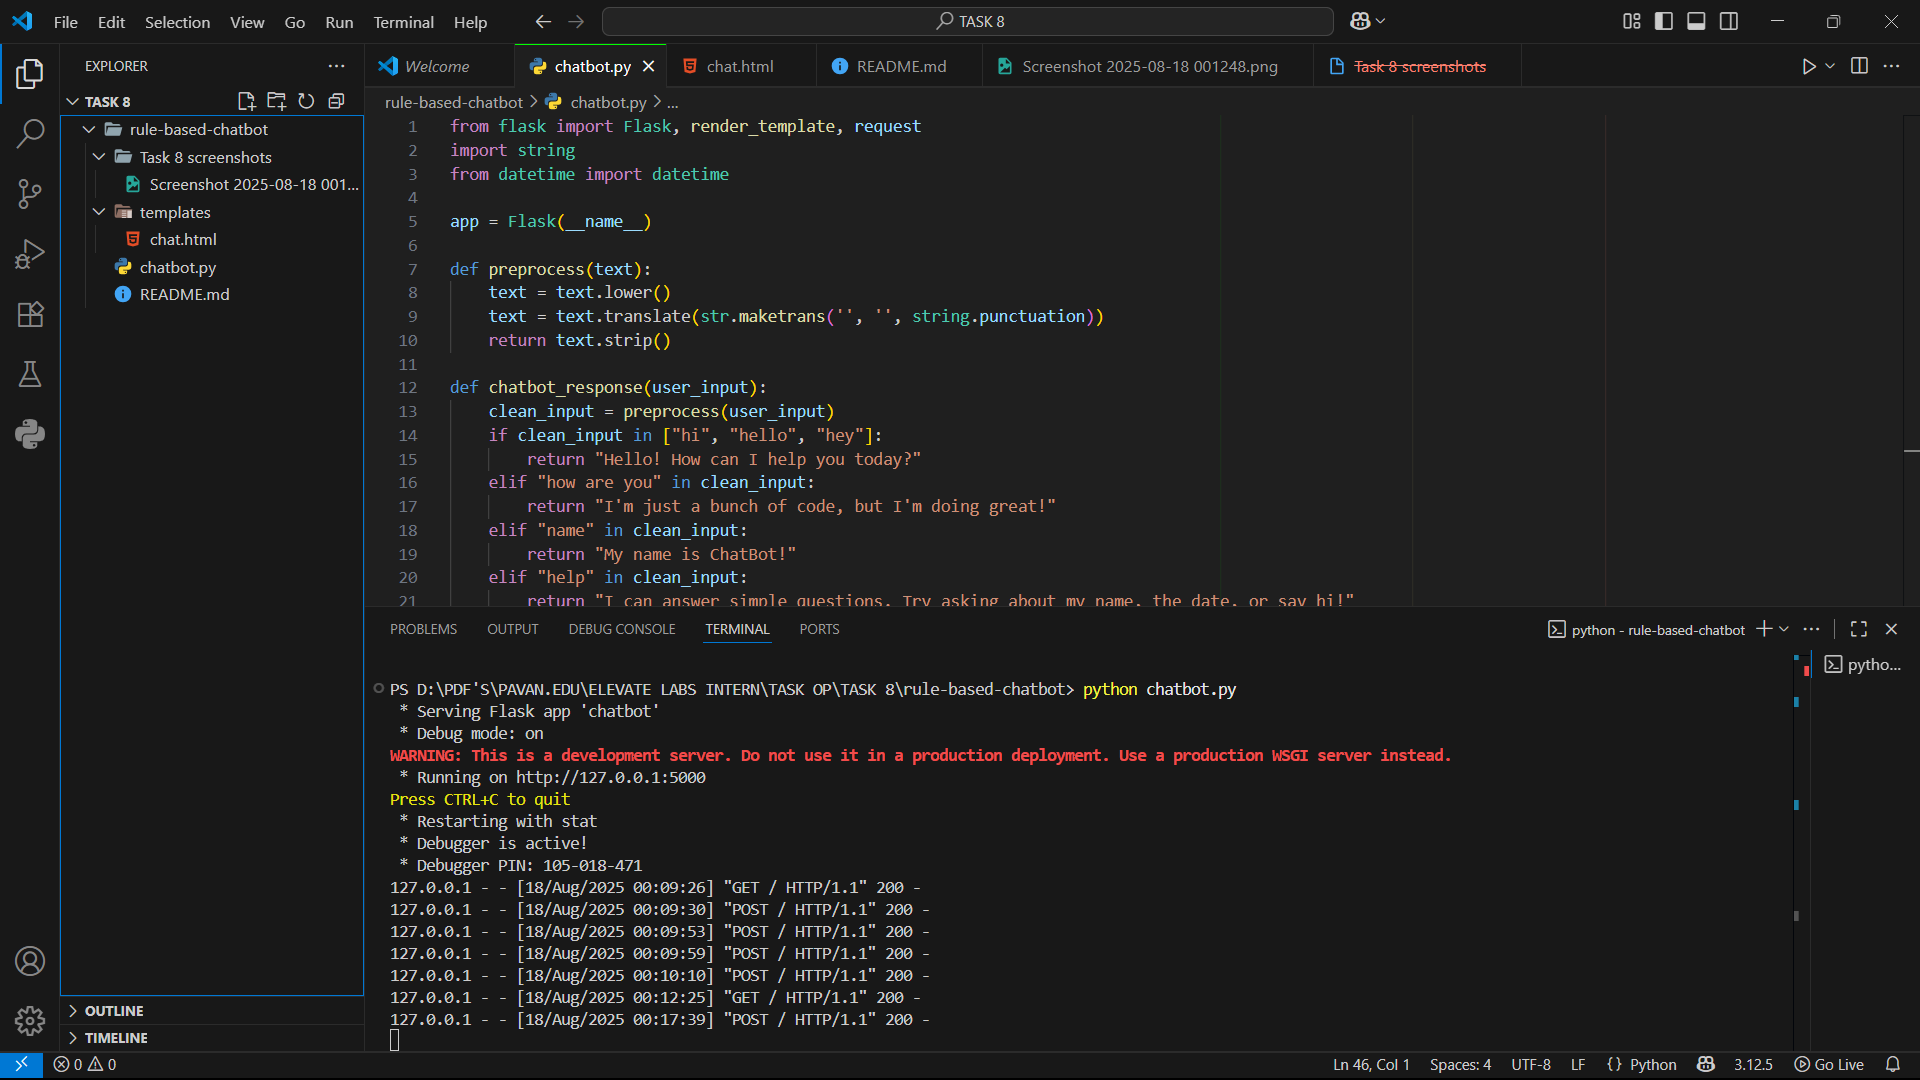 File Edit Selection View Go Run Terminal Help
TASK 8
EXPLORER
TASK 8
rule-based-chatbot
Task 8 screenshots
Screenshot 2025-08-18 001...
templates
chat.html
chatbot.py
README.md
OUTLINE
TIMELINE
Welcome chatbot.py chat.html README.md Screenshot 2025-08-18 001248.png Task 8 screenshots
rule-based-chatbot > chatbot.py > ...
1 from flask import Flask, render_template, request
2 import string
3 from datetime import datetime
4
5 app = Flask(__name__)
6
7 def preprocess(text):
8 text = text.lower()
9 text = text.translate(str.maketrans('', '', string.punctuation))
10 return text.strip()
11
12 def chatbot_response(user_input):
13 clean_input = preprocess(user_input)
14 if clean_input in ["hi", "hello", "hey"]:
15 return "Hello! How can I help you today?"
16 elif "how are you" in clean_input:
17 return "I'm just a bunch of code, but I'm doing great!"
18 elif "name" in clean_input:
19 return "My name is ChatBot!"
20 elif "help" in clean_input:
21 return "I can answer simple questions. Try asking about my name, the date, or say hi!"
PROBLEMS OUTPUT DEBUG CONSOLE TERMINAL PORTS
python - rule-based-chatbot
pytho...
PS D:\PDF'S\PAVAN.EDU\ELEVATE LABS INTERN\TASK OP\TASK 8\rule-based-chatbot> python chatbot.py
* Serving Flask app 'chatbot'
* Debug mode: on
WARNING: This is a development server. Do not use it in a production deployment. Use a production WSGI server instead.
* Running on http://127.0.0.1:5000
Press CTRL+C to quit
* Restarting with stat
* Debugger is active!
* Debugger PIN: 105-018-471
127.0.0.1 - - [18/Aug/2025 00:09:26] "GET / HTTP/1.1" 200 -
127.0.0.1 - - [18/Aug/2025 00:09:30] "POST / HTTP/1.1" 200 -
127.0.0.1 - - [18/Aug/2025 00:09:53] "POST / HTTP/1.1" 200 -
127.0.0.1 - - [18/Aug/2025 00:09:59] "POST / HTTP/1.1" 200 -
127.0.0.1 - - [18/Aug/2025 00:10:10] "POST / HTTP/1.1" 200 -
127.0.0.1 - - [18/Aug/2025 00:12:25] "GET / HTTP/1.1" 200 -
127.0.0.1 - - [18/Aug/2025 00:17:39] "POST / HTTP/1.1" 200 -
0 0 Ln 46, Col 1 Spaces: 4 UTF-8 LF {} Python 3.12.5 Go Live